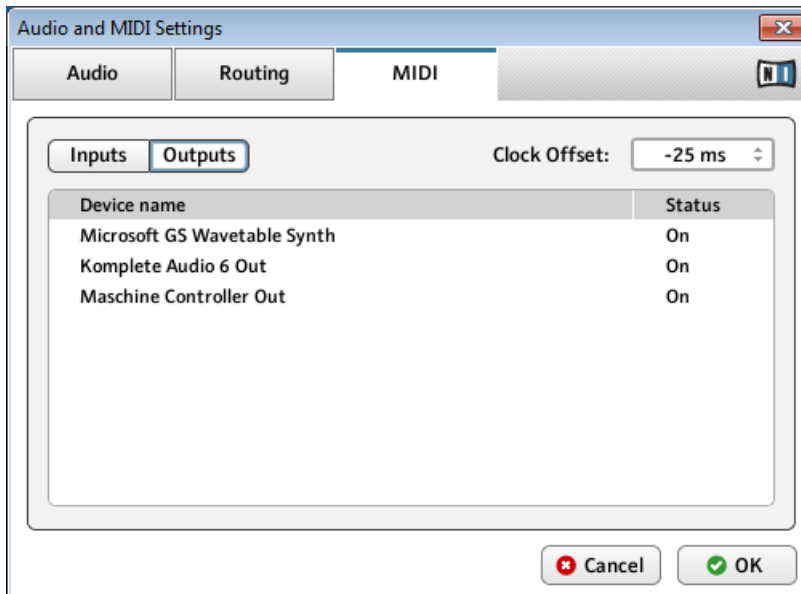 Audio and MIDI Settings
Audio Routing MIDI
NI
Inputs Outputs Clock Offset: -25 ms
Device name Status
Microsoft GS Wavetable Synth On
Komplete Audio 6 Out On
Maschine Controller Out On
Cancel OK